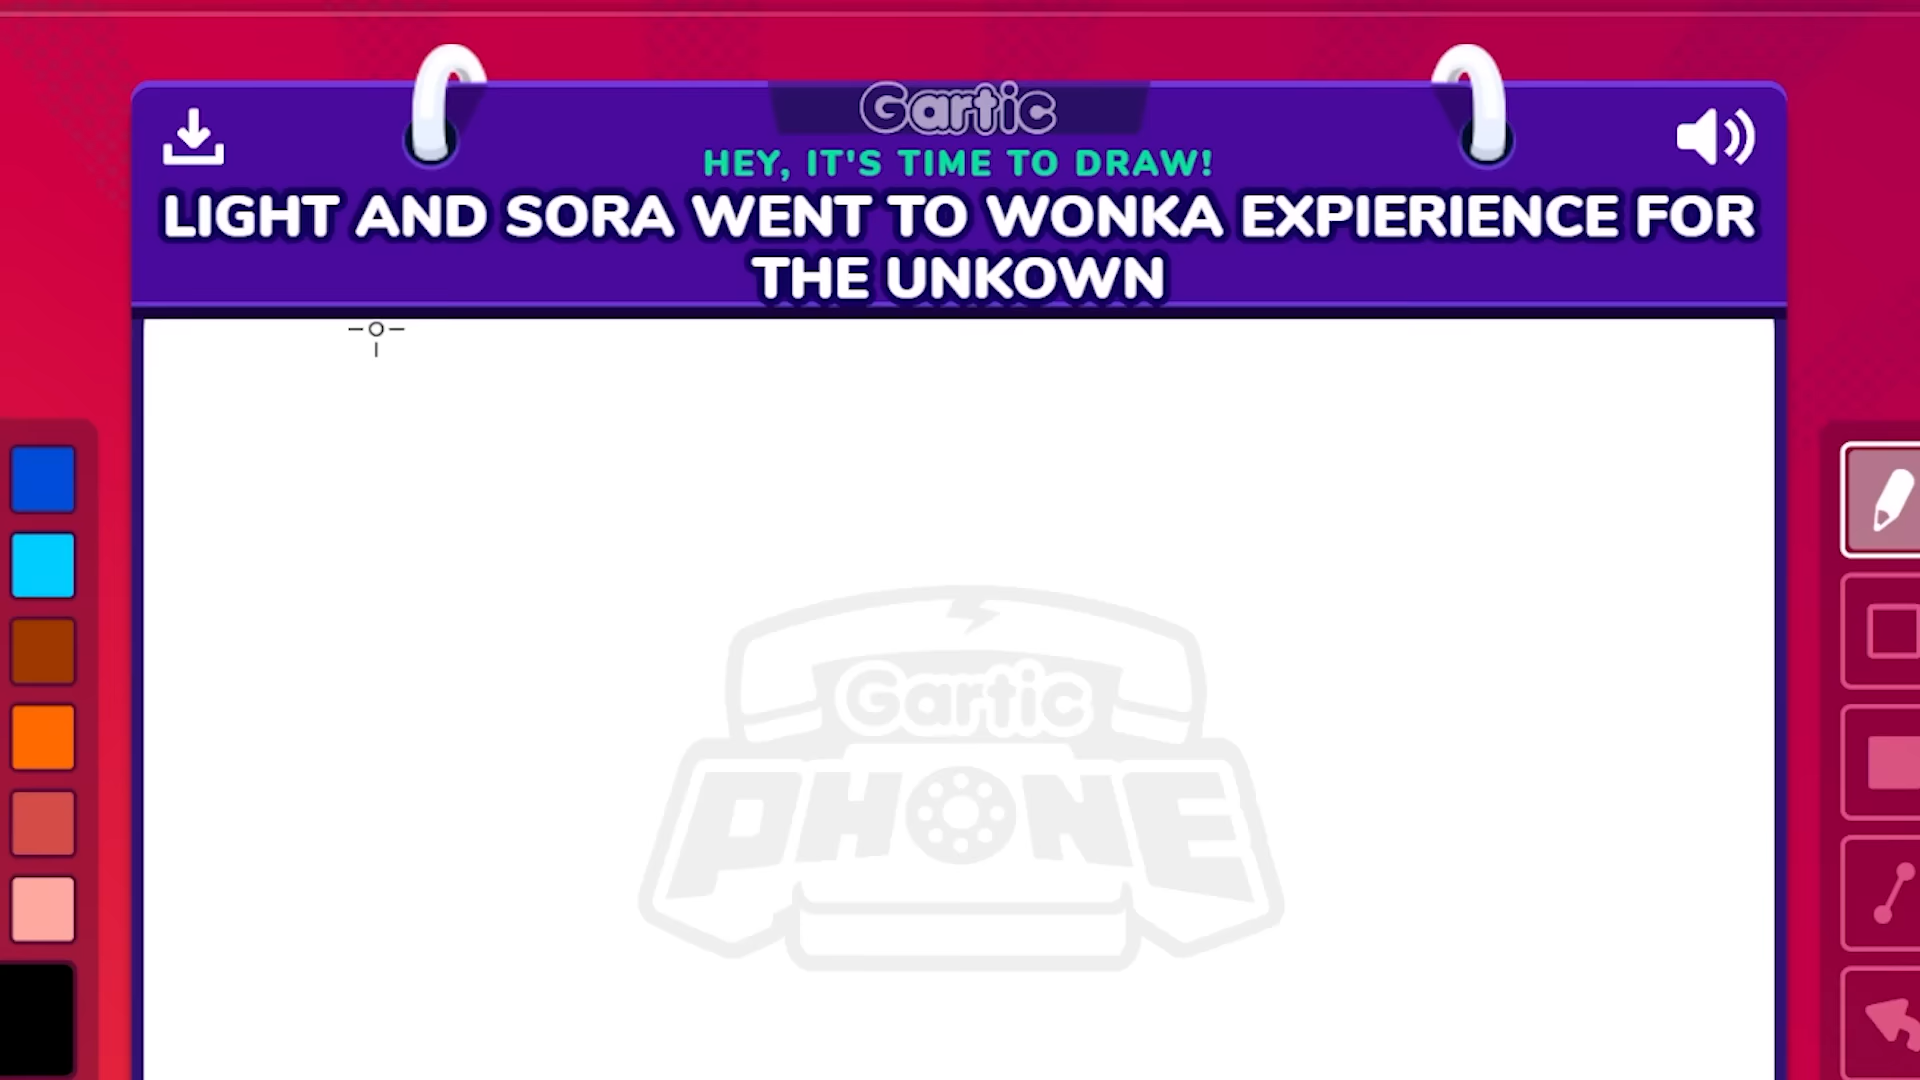 Gartic
HEY, IT'S TIME TO DRAW!
LIGHT AND SORA WENT TO WONKA EXPIERIENCE FOR
THE UNKOWN
Gartic
PHONE